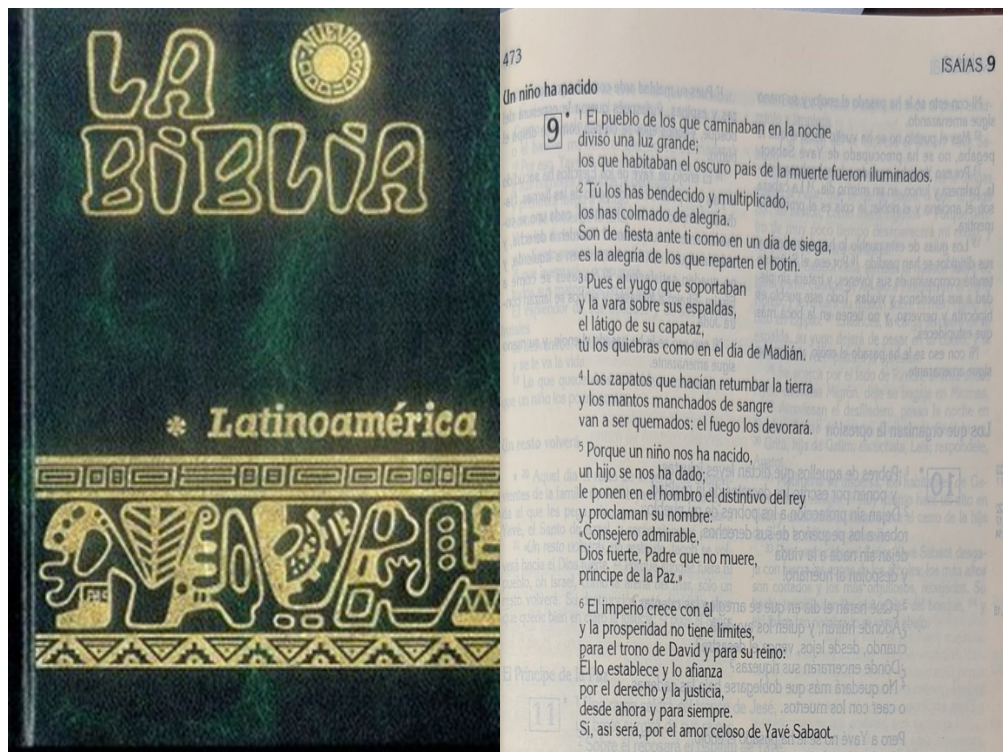 LA
BIBLIA
NUEVA
EDICIÓN
* Latinoamérica
473
ISAÍAS 9
Un niño ha nacido
9 * 1 El pueblo de los que caminaban en la noche
divisó una luz grande;
los que habitaban el oscuro país de la muerte fueron iluminados.
2 Tú los has bendecido y multiplicado,
los has colmado de alegría.
Son de fiesta ante ti como en un día de siega,
es la alegría de los que reparten el botín.
3 Pues el yugo que soportaban
y la vara sobre sus espaldas,
el látigo de su capataz,
tú los quiebras como en el día de Madián.
4 Los zapatos que hacían retumbar la tierra
y los mantos manchados de sangre
van a ser quemados: el fuego los devorará.
5 Porque un niño nos ha nacido,
un hijo se nos ha dado;
le ponen en el hombro el distintivo del rey
y proclaman su nombre:
«Consejero admirable,
Dios fuerte, Padre que no muere,
príncipe de la Paz.»
6 El imperio crece con él
y la prosperidad no tiene límites,
para el trono de David y para su reino:
El lo establece y lo afianza
por el derecho y la justicia,
desde ahora y para siempre.
Sí, así será, por el amor celoso de Yavé Sabaot.